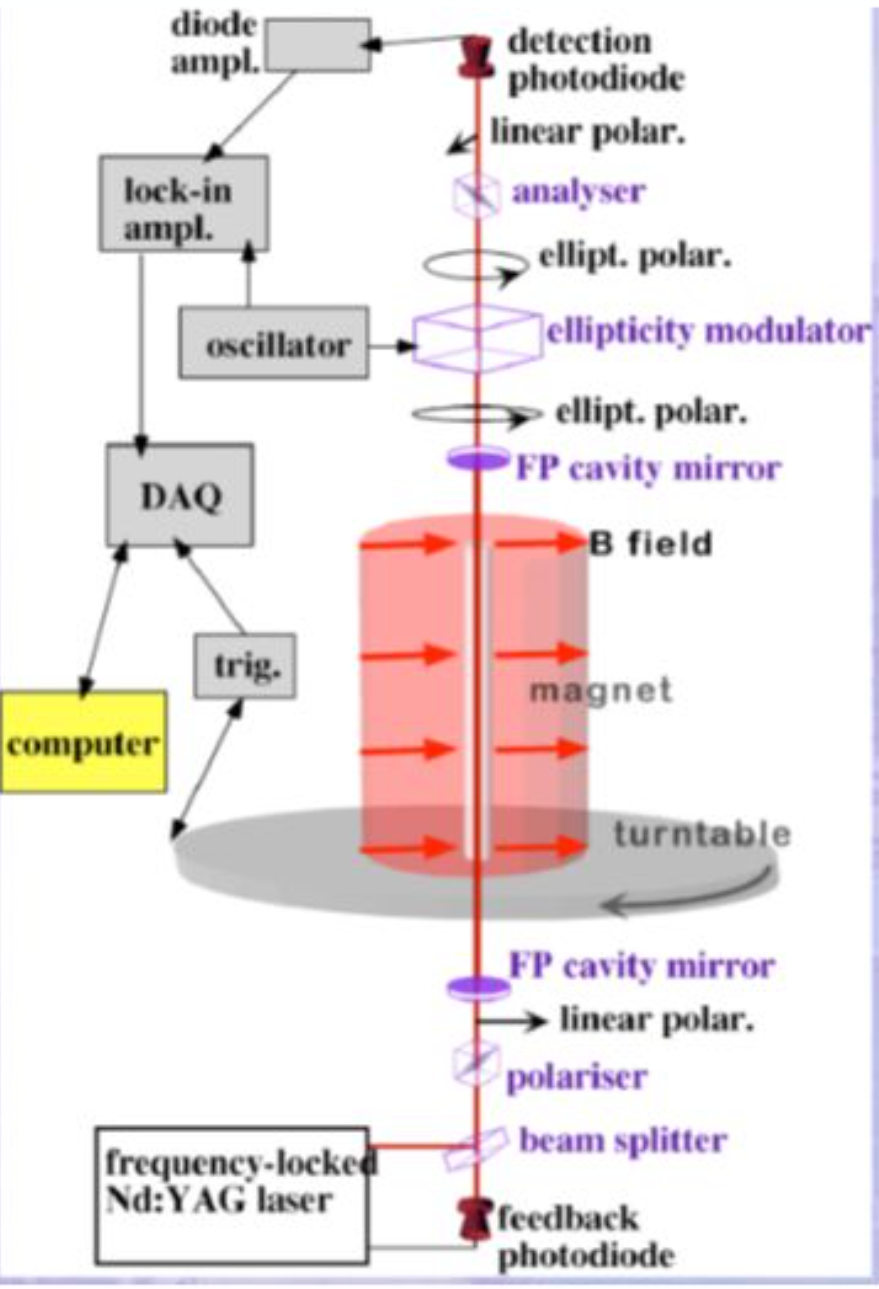 diode
ampl.
detection
photodiode
linear polar.
lock-in
ampl.
analyser
ellipt. polar.
oscillator
ellipticity modulator
ellipt. polar.
FP cavity mirror
DAQ
B field
trig.
magnet
computer
turntable
FP cavity mirror
linear polar.
polariser
beam splitter
frequency-locked
Nd:YAG laser
feedback
photodiode